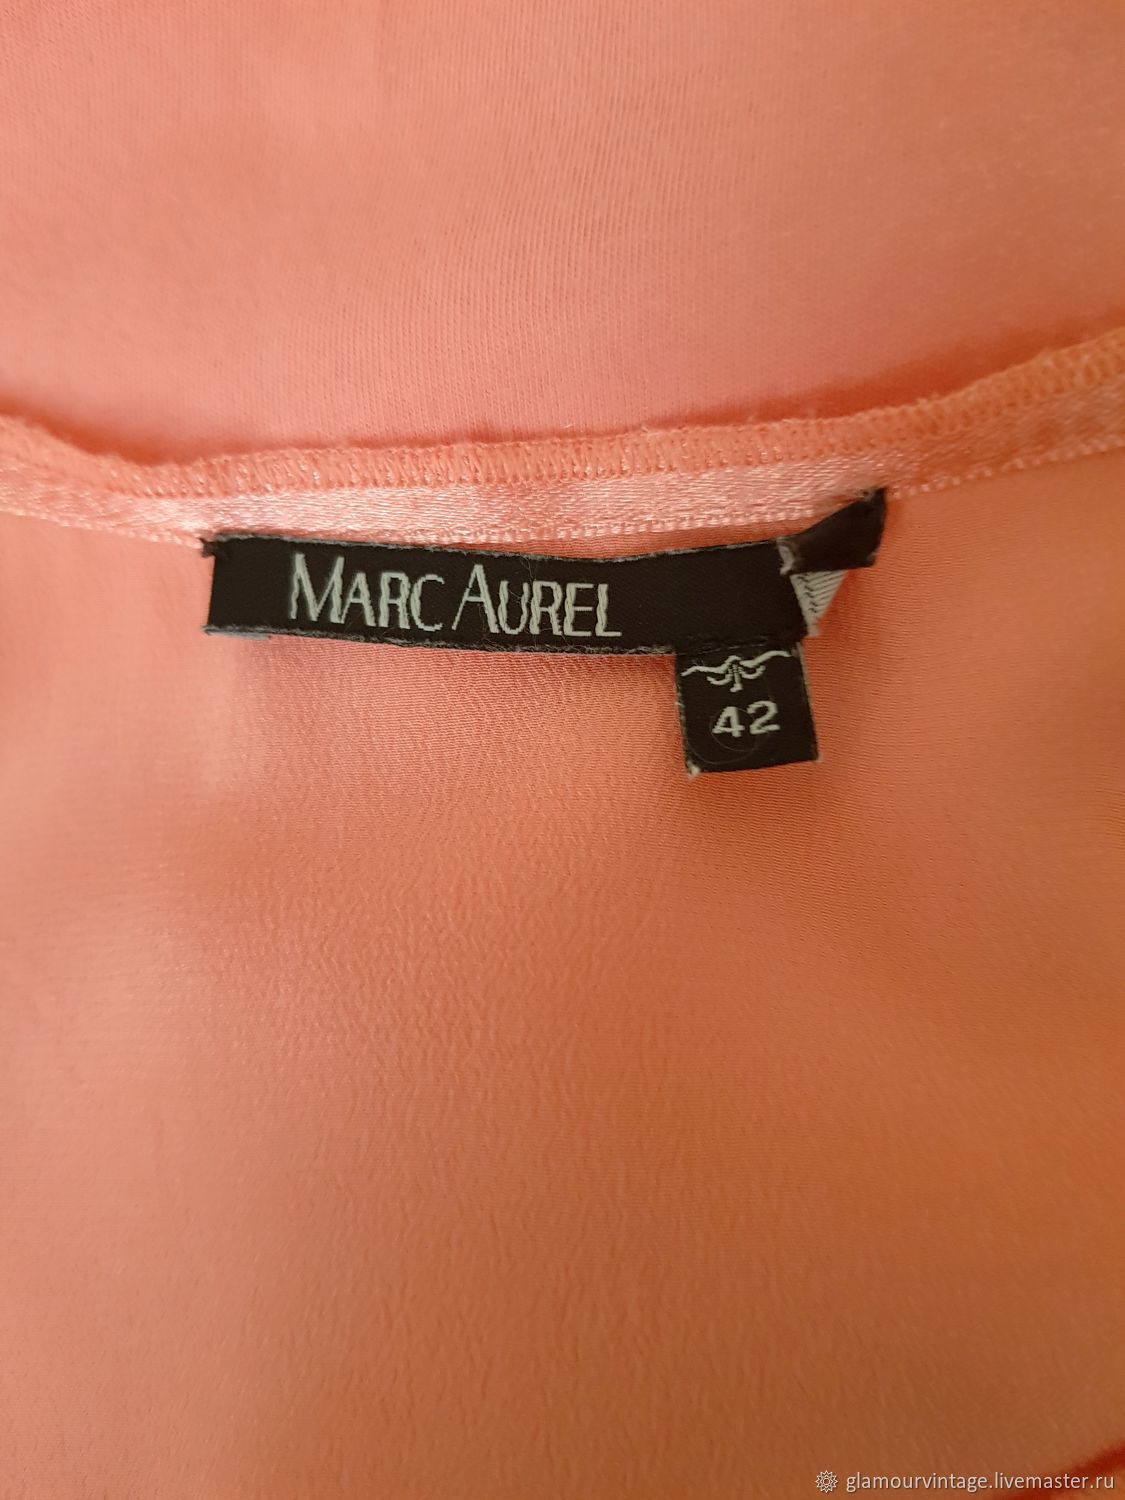 MARC AUREL
42
glamourvintage.livemaster.ru